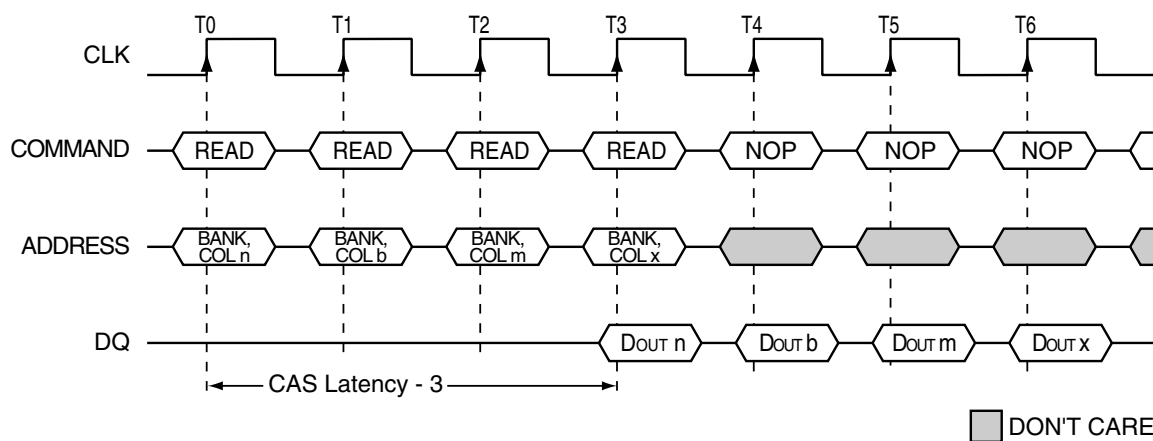 T0 T1 T2 T3 T4 T5 T6
CLK
COMMAND READ READ READ READ NOP NOP NOP
ADDRESS BANK, COL n BANK, COL b BANK, COL m BANK, COL x
DQ DOUT n DOUT b DOUT m DOUT x
CAS Latency - 3
DON'T CARE